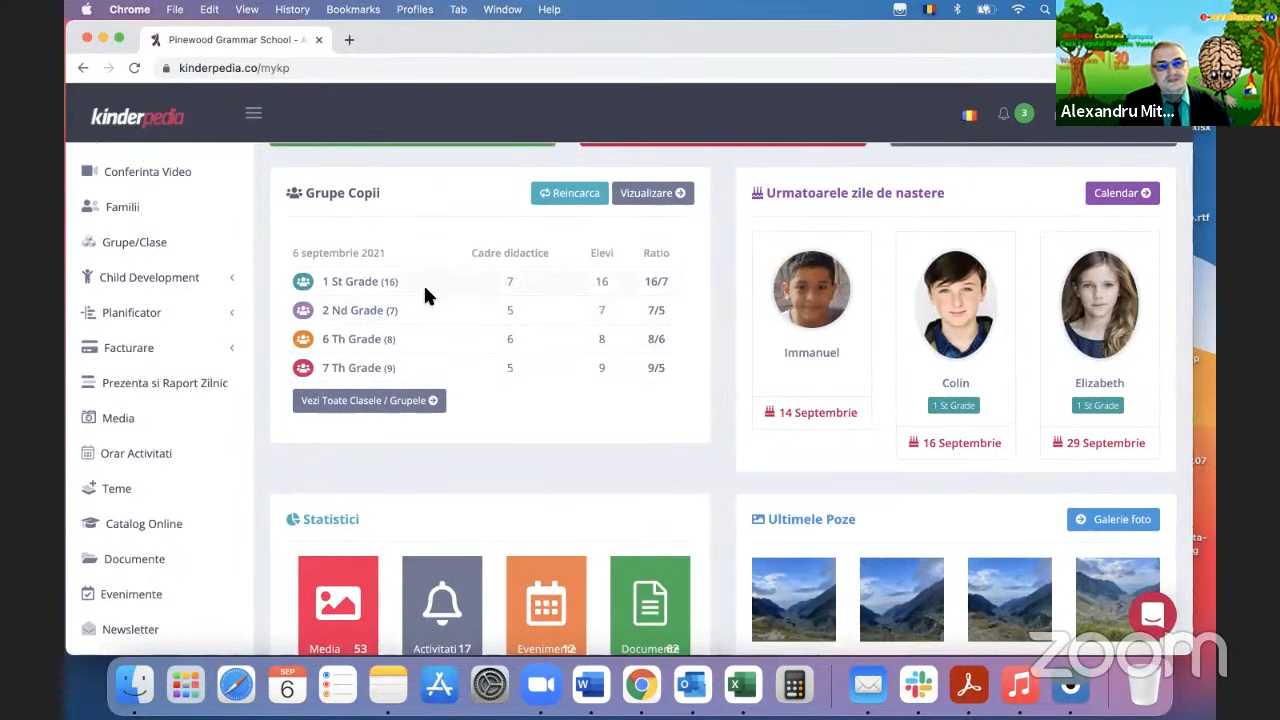 Chrome File Edit View History Bookmarks Profiles Tab Window Help
Pinewood Grammar School - A
kinderpedia.co/mykp
Alexandru Mit...
kinderpedia
3
Conferinta Video
Familii
Grupe/Clase
Child Development
Planificator
Facturare
Prezenta si Raport Zilnic
Media
Orar Activitati
Teme
Catalog Online
Documente
Evenimente
Newsletter
Grupe Copii
Reincarca
Vizualizare
6 septembrie 2021 Cadre didactice Elevi Ratio
1 St Grade (16) 7 16 16/7
2 Nd Grade (7) 5 7 7/5
6 Th Grade (8) 6 8 8/6
7 Th Grade (9) 5 9 9/5
Vezi Toate Clasele / Grupele
Urmatoarele zile de nastere
Calendar
Immanuel
14 Septembrie
Colin
1 St Grade
16 Septembrie
Elizabeth
1 St Grade
29 Septembrie
Statistici
Media 53
Activitati 17
Evenimente 12
Documente 62
Ultimele Poze
Galerie foto
SEP
6
zoom